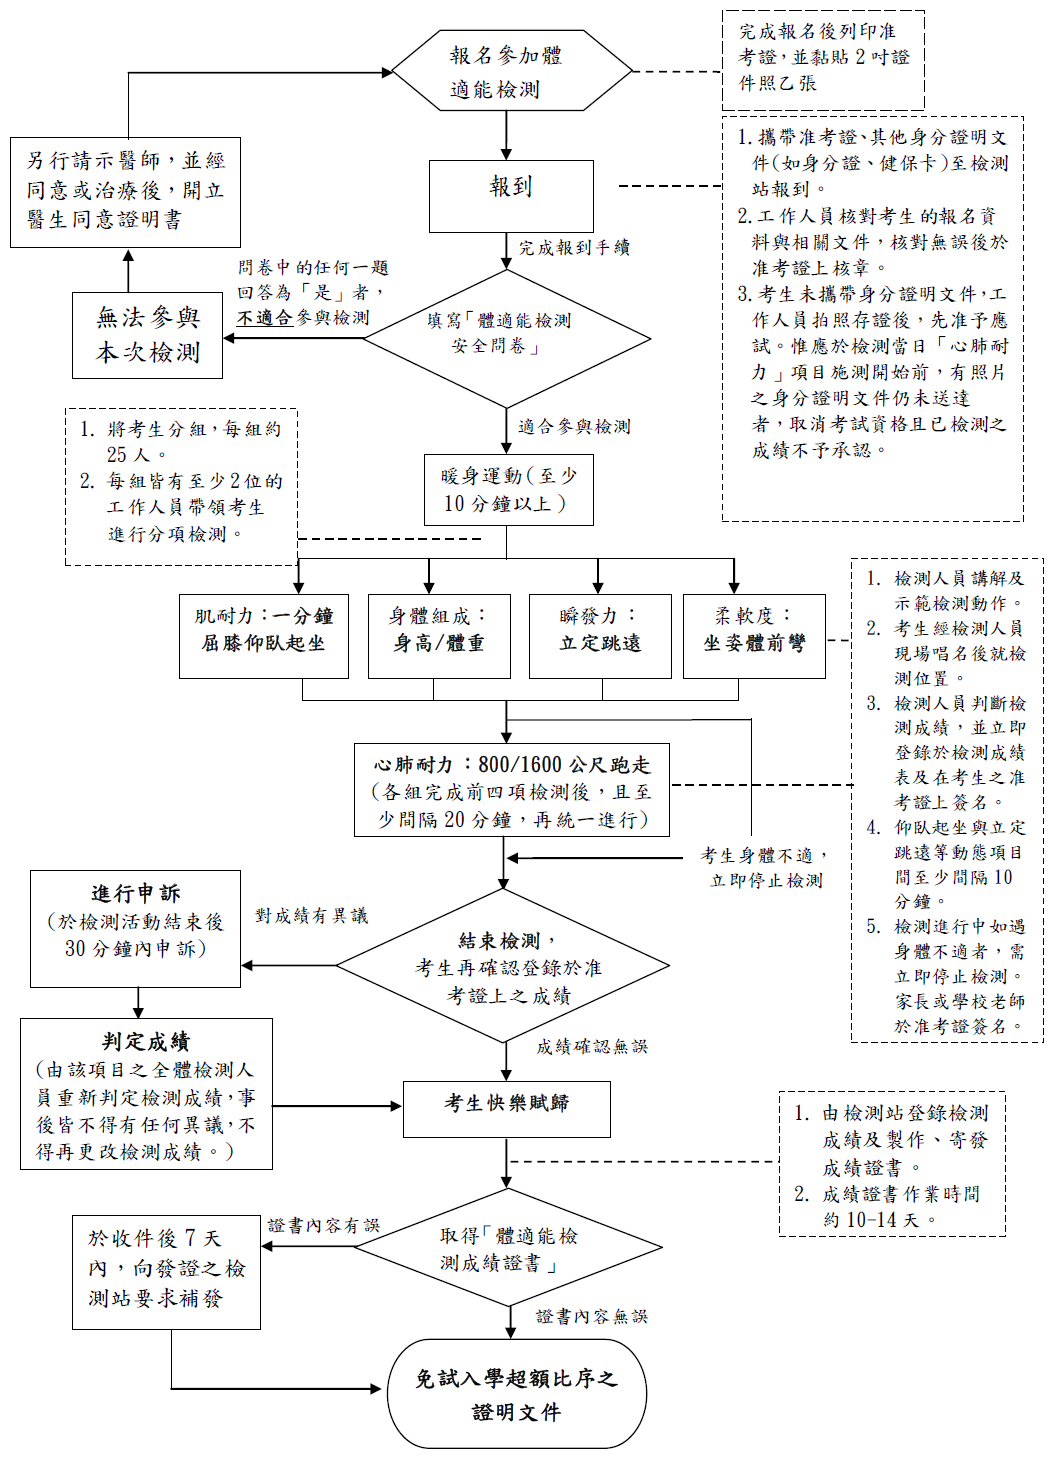 報名參加體
適能檢測
完成報名後列印准
考證，並黏貼 2 吋證
件照乙張
報到
1.攜帶准考證、其他身分證明文
件(如身分證、健保卡)至檢測
站報到。
2.工作人員核對考生的報名資
料與相關文件，核對無誤後於
准考證上核章。
3.考生未攜帶身分證明文件，工
作人員拍照存證後，先准予應
試。惟應於檢測當日「心肺耐
力」項目施測開始前，有照片
之身分證明文件仍未送達
者，取消考試資格且已檢測之
成績不予承認。
另行請示醫師，並經
同意或治療後，開立
醫生同意證明書
完成報到手續
問卷中的任何一題
回答為「是」者，
不適合參與檢測
無法參與
本次檢測
填寫「體適能檢測
安全問卷」
適合參與檢測
1. 將考生分組，每組約
25 人。
2. 每組皆有至少 2 位的
工作人員帶領考生
進行分項檢測。
暖身運動(至少
10 分鐘以上)
肌耐力：一分鐘
屈膝仰臥起坐
身體組成：
身高/體重
瞬發力：
立定跳遠
柔軟度：
坐姿體前彎
1. 檢測人員講解及
示範檢測動作。
2. 考生經檢測人員
現場唱名後就檢
測位置。
3. 檢測人員判斷檢
測成績，並立即
登錄於檢測成績
表及在考生之准
考證上簽名。
4. 仰臥起坐與立定
跳遠等動態項目
間至少間隔 10
分鐘。
5. 檢測進行中如遇
身體不適者，需
立即停止檢測。
家長或學校老師
於准考證簽名。
心肺耐力：800/1600 公尺跑走
(各組完成前四項檢測後，且至
少間隔 20 分鐘，再統一進行)
考生身體不適，
立即停止檢測
進行申訴
(於檢測活動結束後
30 分鐘內申訴)
對成績有異議
結束檢測，
考生再確認登錄於准
考證上之成績
判定成績
(由該項目之全體檢測人
員重新判定檢測成績，事
後皆不得有任何異議，不
得再更改檢測成績。)
成績確認無誤
考生快樂賦歸
1. 由檢測站登錄檢測
成績及製作、寄發
成績證書。
2. 成績證書作業時間
約 10-14 天。
證書內容有誤
取得「體適能檢
測成績證書」
於收件後 7 天
內，向發證之檢
測站要求補發
證書內容無誤
免試入學超額比序之
證明文件